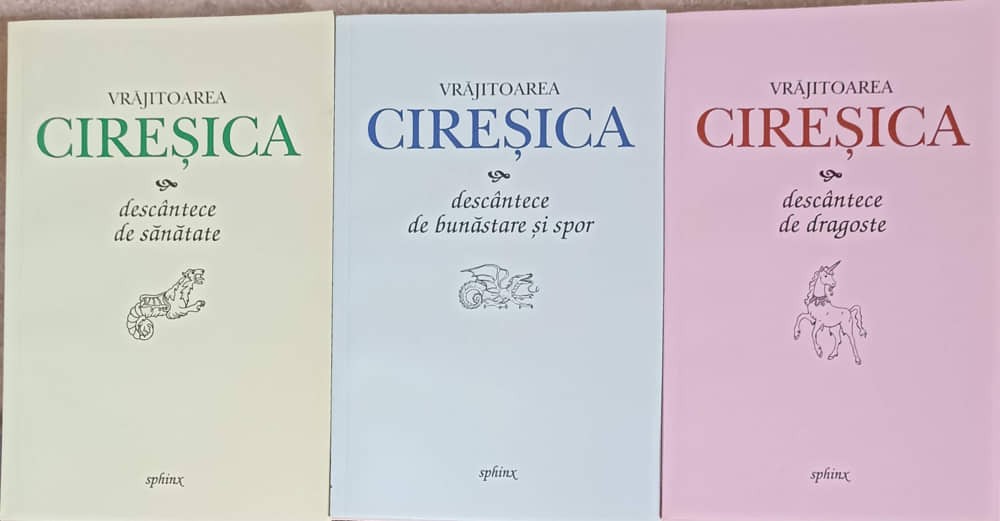 VRĂJITOAREA
CIREȘICA
descântece
de sănătate
sphinx
VRĂJITOAREA
CIREȘICA
descântece
de bunăstare și spor
sphinx
VRĂJITOAREA
CIREȘICA
descântece
de dragoste
sphinx